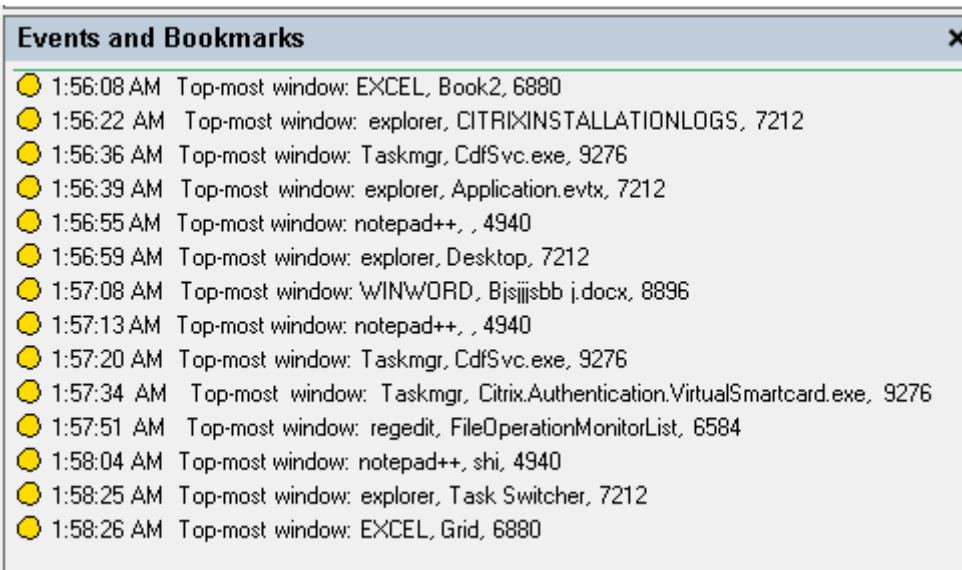 Events and Bookmarks
1:56:08 AM Top-most window: EXCEL, Book2, 6880
1:56:22 AM Top-most window: explorer, CITRIXINSTALLATIONLOGS, 7212
1:56:36 AM Top-most window: Taskmgr, CdfSvc.exe, 9276
1:56:39 AM Top-most window: explorer, Application.evtx, 7212
1:56:55 AM Top-most window: notepad++, , 4940
1:56:59 AM Top-most window: explorer, Desktop, 7212
1:57:08 AM Top-most window: WINWORD, Bjsjjjsbb j.docx, 8896
1:57:13 AM Top-most window: notepad++, , 4940
1:57:20 AM Top-most window: Taskmgr, CdfSvc.exe, 9276
1:57:34 AM Top-most window: Taskmgr, Citrix.Authentication.VirtualSmartcard.exe, 9276
1:57:51 AM Top-most window: regedit, FileOperationMonitorList, 6584
1:58:04 AM Top-most window: notepad++, shi, 4940
1:58:25 AM Top-most window: explorer, Task Switcher, 7212
1:58:26 AM Top-most window: EXCEL, Grid, 6880